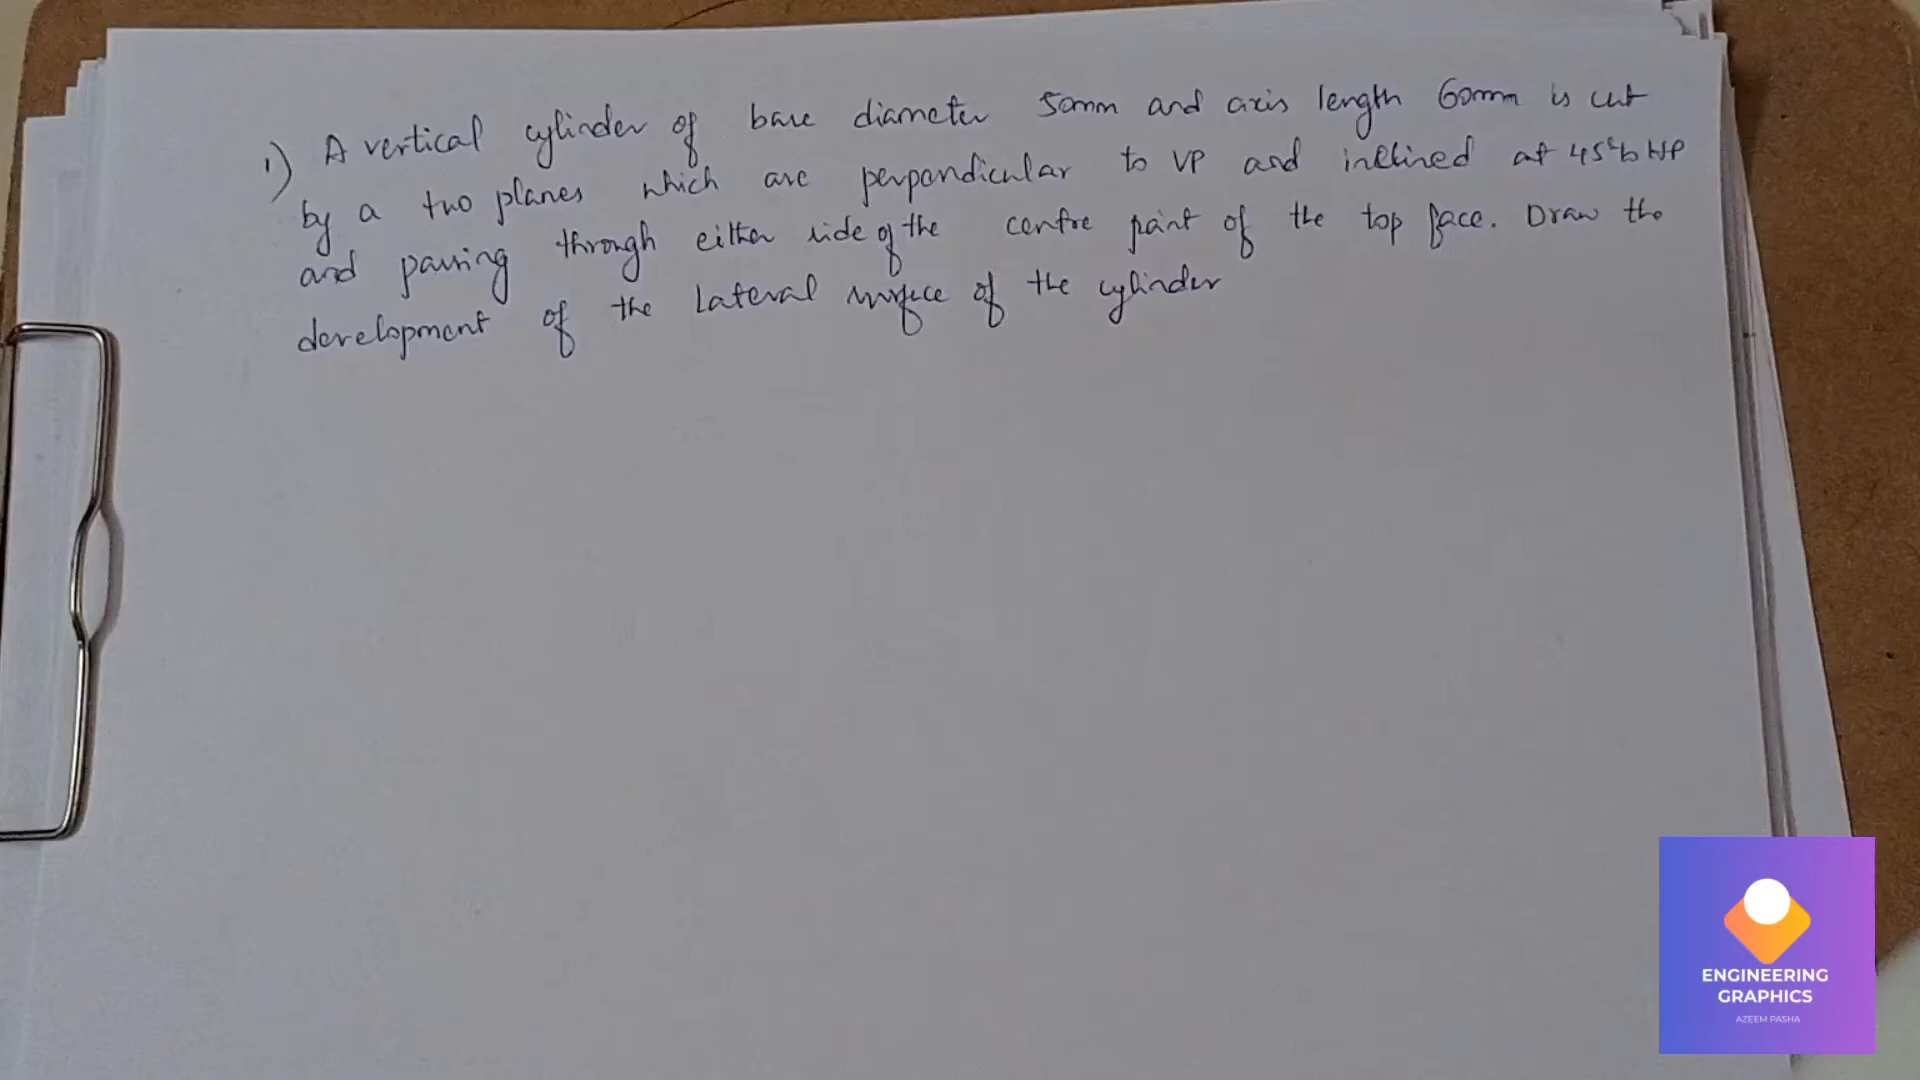 1) A vertical cylinder of base diameter 50mm and axis length 60mm is cut
by a two planes which are perpendicular to VP and inclined at 45° to HP
and passing through either side of the centre point of the top face. Draw the
development of the Lateral surface of the cylinder
ENGINEERING
GRAPHICS
AZEEM PASHA